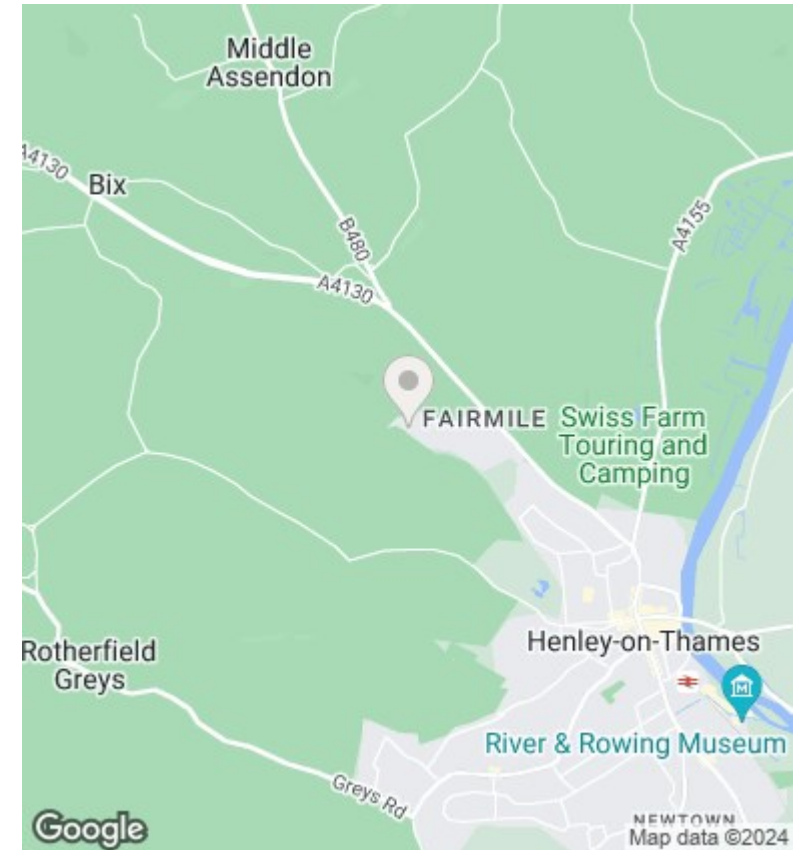 Middle
Assendon
A4130
Bix
A4155
B480
A4130
FAIRMILE
Swiss Farm
Touring and
Camping
Henley-on-Thames
Rotherfield
Greys
M
River & Rowing Museum
Greys Rd
NEWTOWN
Google
Map data ©2024